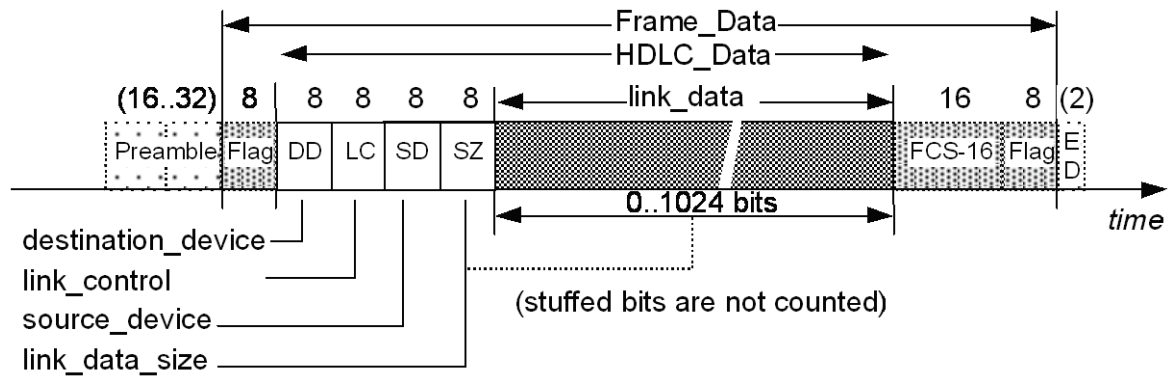 Frame_Data
HDLC_Data
(16..32) 8 8 8 8 8 link_data 16 8 (2)
Preamble Flag DD LC SD SZ FCS-16 Flag E D
0..1024 bits
time
destination_device
link_control
(stuffed bits are not counted)
source_device
link_data_size